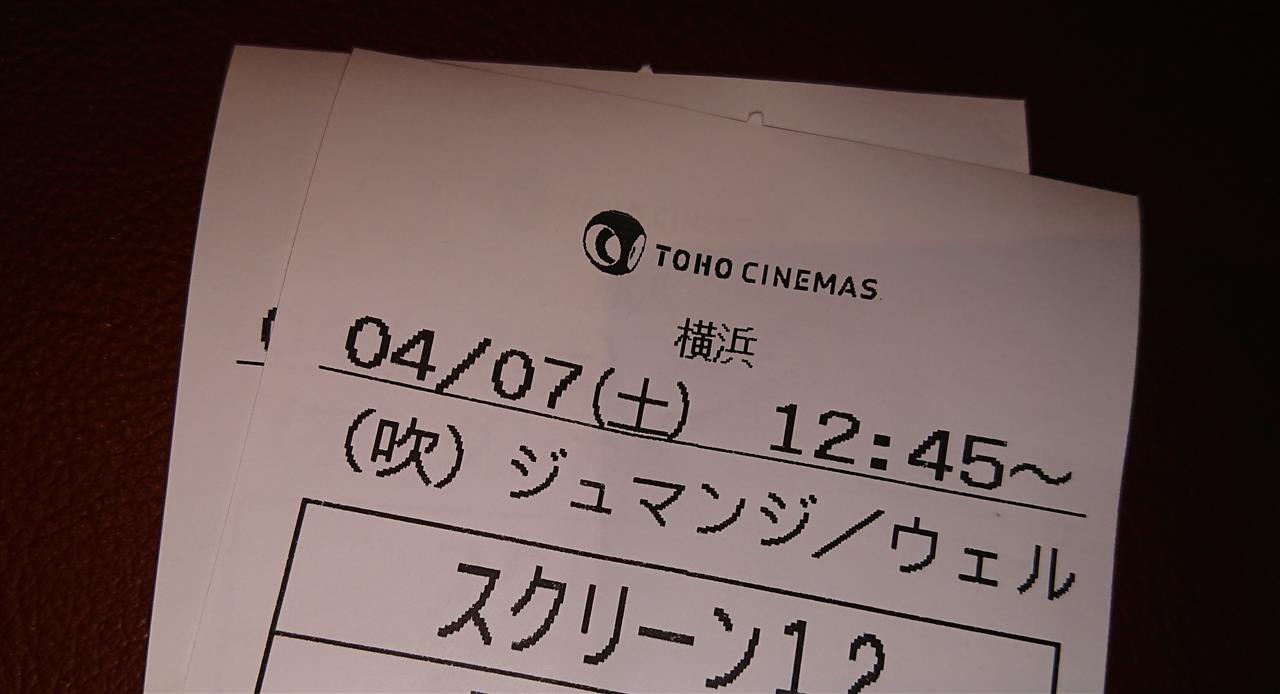 TOHO CINEMAS
横浜
04/07(土) 12:45～
(吹) ジュマンジ／ウェル
スクリーン12